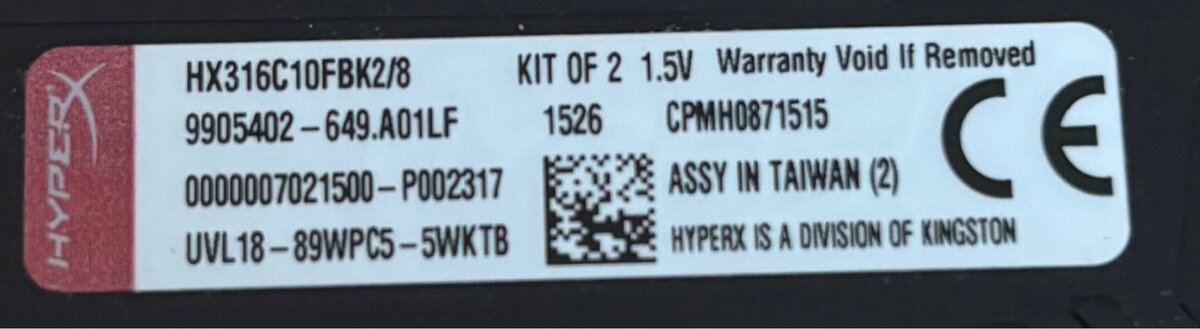 HYPERX
HX316C10FBK2/8 KIT OF 2 1.5V Warranty Void If Removed
9905402-649.A01LF 1526 CPMH0871515
0000007021500-P002317 ASSY IN TAIWAN (2)
UVL18-89WPC5-5WKTB HYPERX IS A DIVISION OF KINGSTON
CE